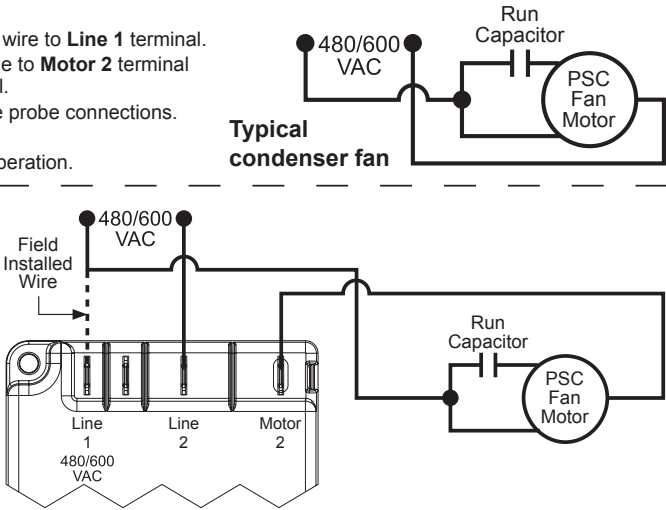 wire to Line 1 terminal.
e to Motor 2 terminal
l.
e probe connections.
peration.
480/600
VAC
Run
Capacitor
PSC
Fan
Motor
Typical
condenser fan
480/600
VAC
Field
Installed
Wire
Run
Capacitor
PSC
Fan
Motor
Line
1
480/600
VAC
Line
2
Motor
2